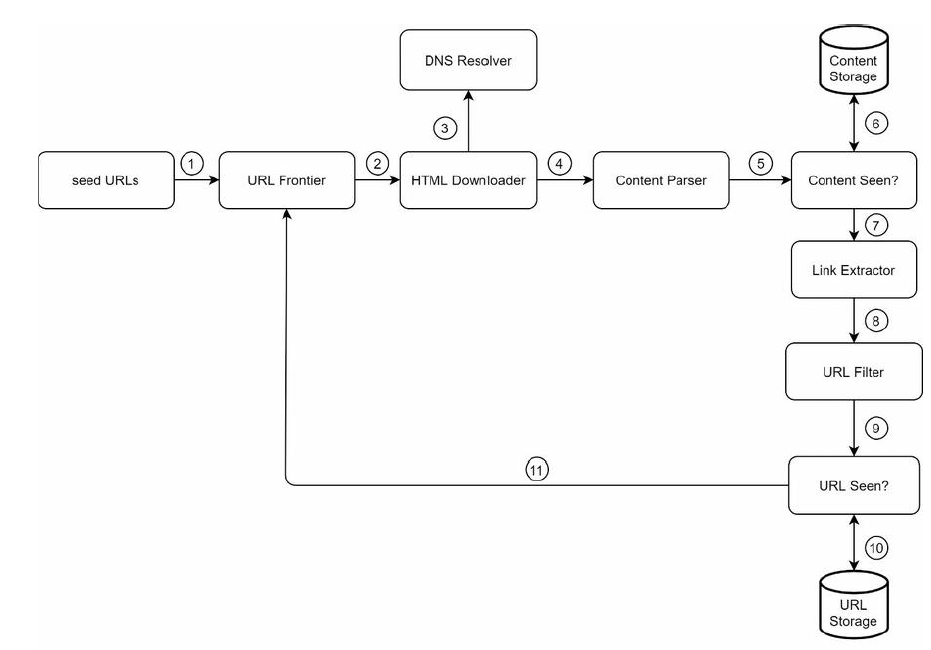 DNS Resolver
Content
Storage
3
6
1
2
4
5
seed URLs
URL Frontier
HTML Downloader
Content Parser
Content Seen?
7
Link Extractor
8
URL Filter
9
11
URL Seen?
10
URL
Storage